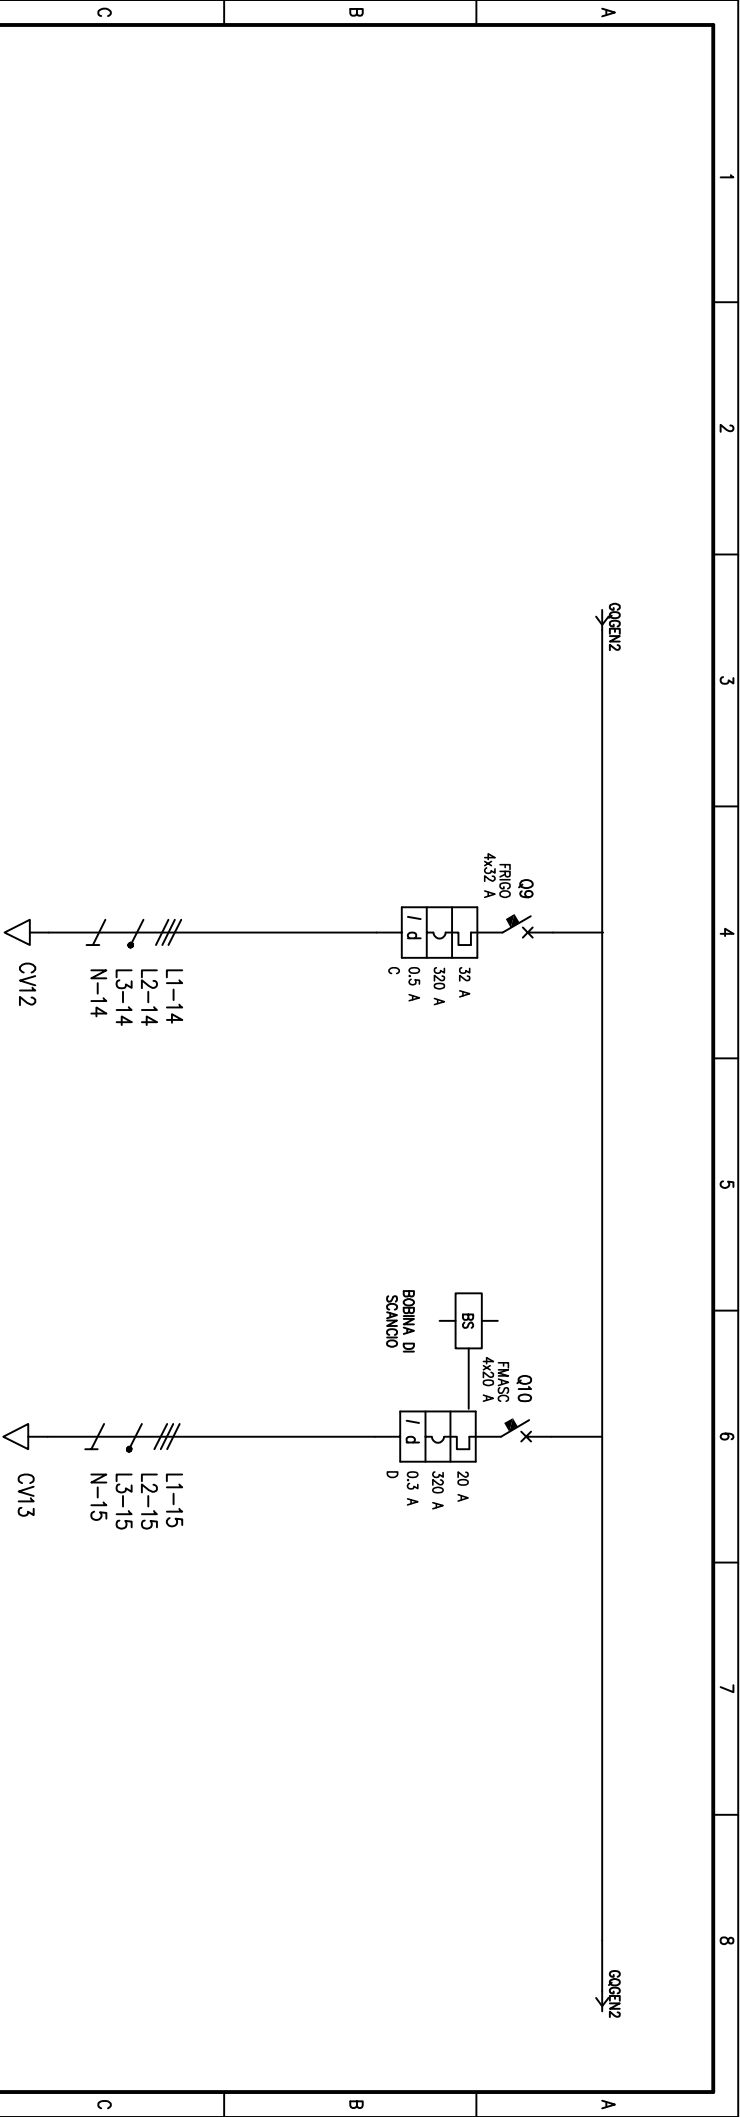 1 2 3 4 5 6 7 8
A A
GQGEN2 GQGEN2
Q9
FRIGO
4x32 A
32 A
320 A
I d 0.5 A
C
Q10
FMASC
4x20 A
BS
BOBINA DI
SCANCIO
20 A
320 A
I d 0.3 A
D
B B
L1-14
L2-14
L3-14
N-14
L1-15
L2-15
L3-15
N-15
C C
CV12
CV13